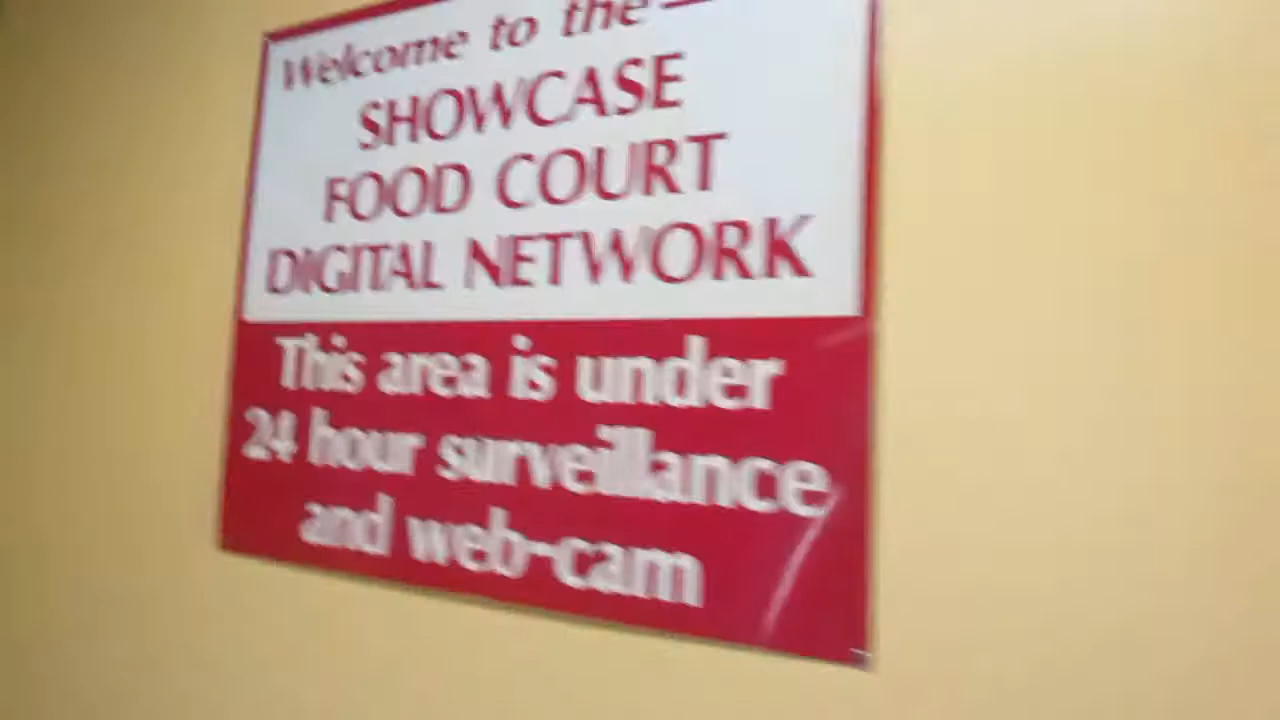 Welcome to the
SHOWCASE
FOOD COURT
DIGITAL NETWORK
This area is under
24 hour surveillance
and web-cam